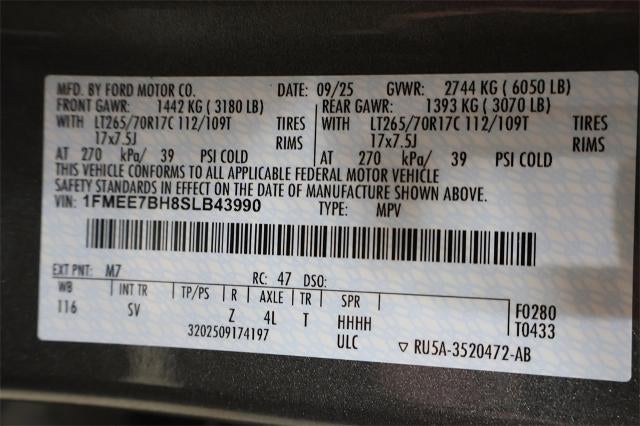 MFD. BY FORD MOTOR CO. DATE: 09/25 GVWR: 2744 KG ( 6050 LB)
FRONT GAWR: 1442 KG ( 3180 LB) REAR GAWR: 1393 KG ( 3070 LB)
WITH LT265/70R17C 112/109T TIRES WITH LT265/70R17C 112/109T TIRES
17x7.5J RIMS 17x7.5J RIMS
AT 270 kPa/ 39 PSI COLD AT 270 kPa/ 39 PSI COLD
THIS VEHICLE CONFORMS TO ALL APPLICABLE FEDERAL MOTOR VEHICLE
SAFETY STANDARDS IN EFFECT ON THE DATE OF MANUFACTURE SHOWN ABOVE.
VIN: 1FMEE7BH8SLB43990 TYPE: MPV
EXT PNT: M7 RC: 47 DSO:
WB INT TR TP/PS R AXLE TR SPR F0280
116 SV Z 4L T HHHH T0433
3202509174197 ULC ▽ RU5A-3520472-AB